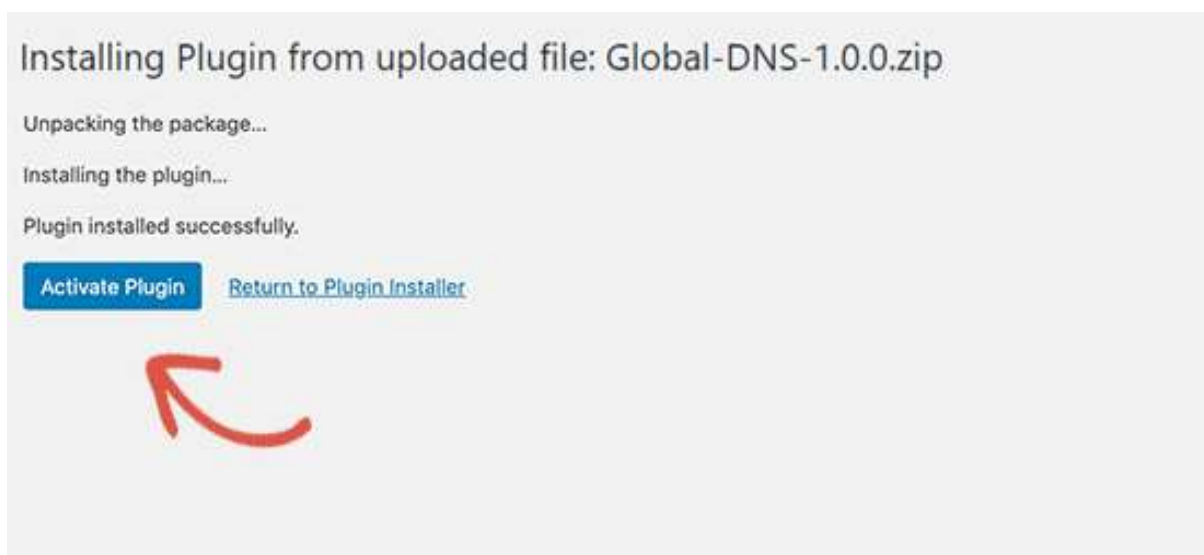 Installing Plugin from uploaded file: Global-DNS-1.0.0.zip
Unpacking the package...
Installing the plugin...
Plugin installed successfully.
Activate Plugin Return to Plugin Installer